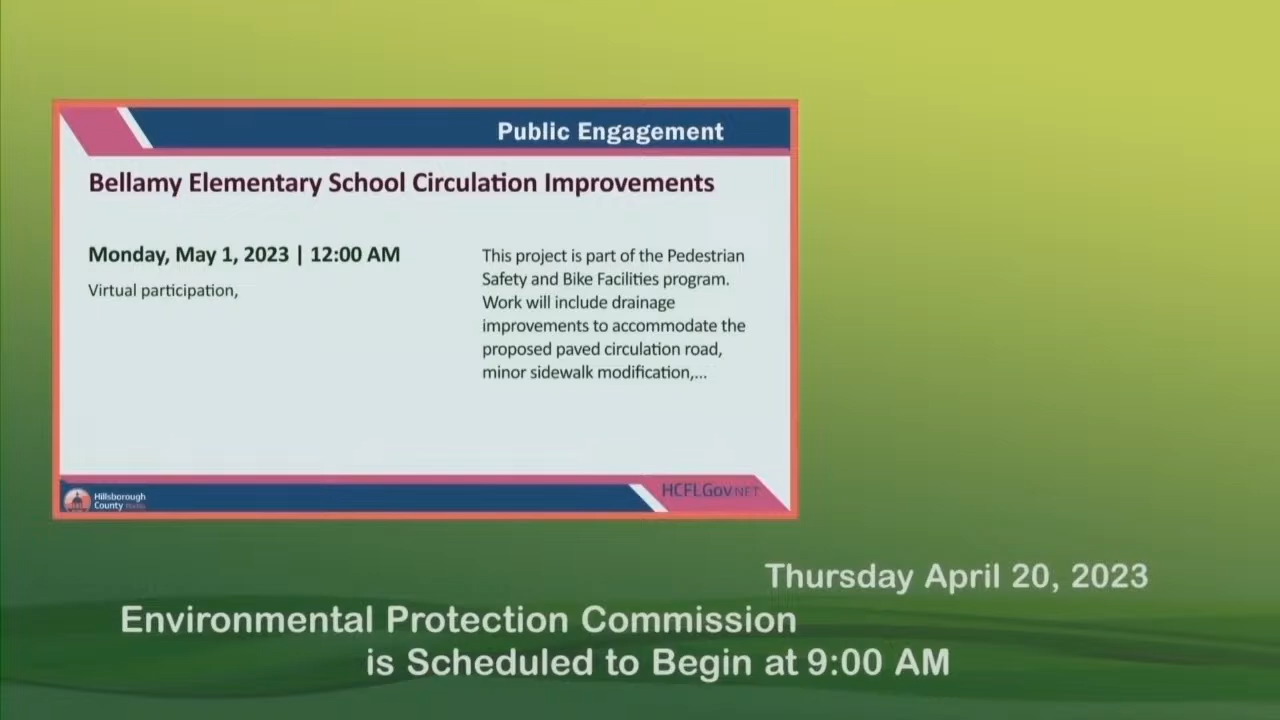 Public Engagement
Bellamy Elementary School Circulation Improvements
Monday, May 1, 2023 | 12:00 AM
Virtual participation,
This project is part of the Pedestrian
Safety and Bike Facilities program.
Work will include drainage
improvements to accommodate the
proposed paved circulation road,
minor sidewalk modification,...
Hillsborough
County Florida
HCFLGov.NET
Thursday April 20, 2023
Environmental Protection Commission
is Scheduled to Begin at 9:00 AM